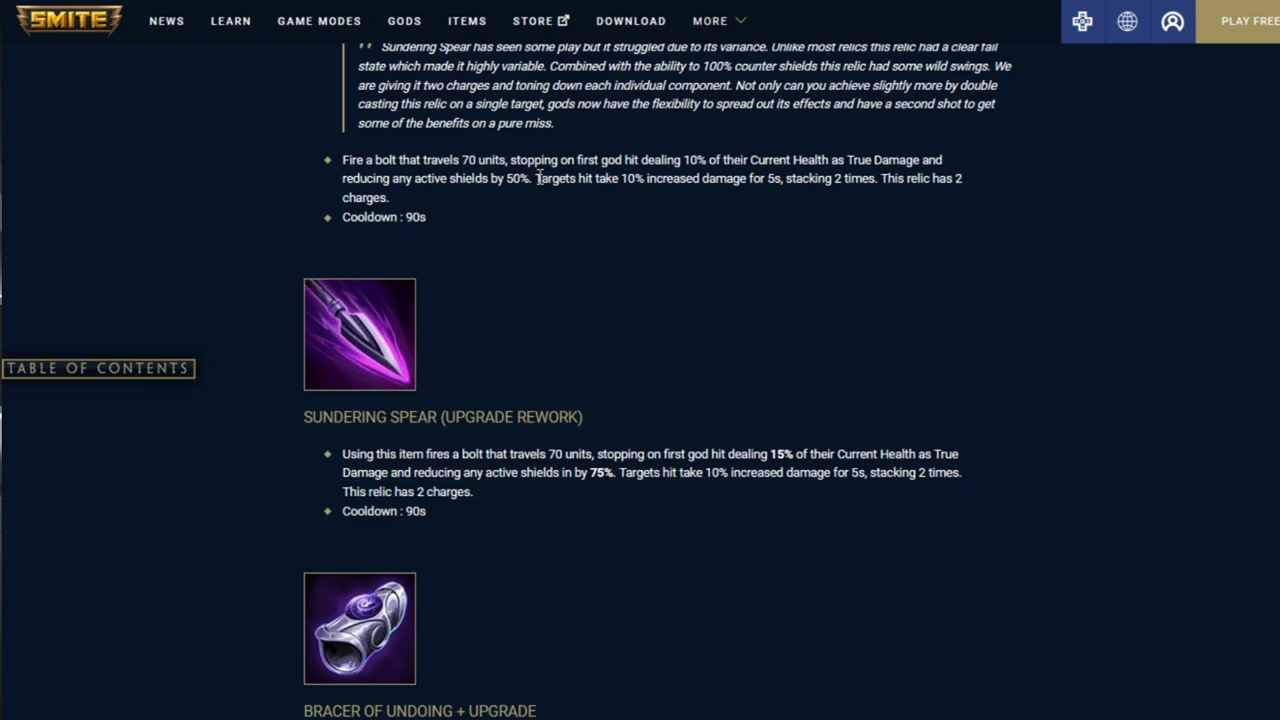 SMITE NEWS LEARN GAME MODES GODS ITEMS STORE DOWNLOAD MORE PLAY FREE
" Sundering Spear has seen some play but it struggled due to its variance. Unlike most relics this relic had a clear fail
state which made it highly variable. Combined with the ability to 100% counter shields this relic had some wild swings. We
are giving it two charges and toning down each individual component. Not only can you achieve slightly more by double
casting this relic on a single target, gods now have the flexibility to spread out its effects and have a second shot to get
some of the benefits on a pure miss.
Fire a bolt that travels 70 units, stopping on first god hit dealing 10% of their Current Health as True Damage and
reducing any active shields by 50%. Targets hit take 10% increased damage for 5s, stacking 2 times. This relic has 2
charges.
Cooldown : 90s
TABLE OF CONTENTS
SUNDERING SPEAR (UPGRADE REWORK)
Using this item fires a bolt that travels 70 units, stopping on first god hit dealing 15% of their Current Health as True
Damage and reducing any active shields in by 75%. Targets hit take 10% increased damage for 5s, stacking 2 times.
This relic has 2 charges.
Cooldown : 90s
BRACER OF UNDOING + UPGRADE